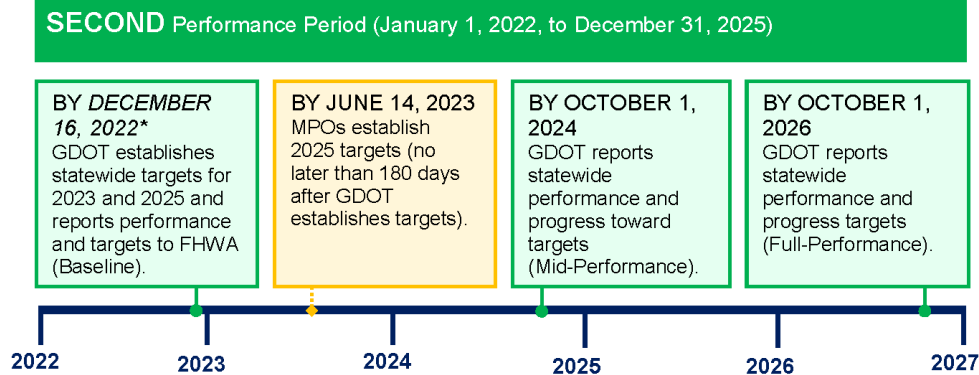 SECOND Performance Period (January 1, 2022, to December 31, 2025)
BY DECEMBER
16, 2022*
GDOT establishes
statewide targets for
2023 and 2025 and
reports performance
and targets to FHWA
(Baseline).
BY JUNE 14, 2023
MPOs establish
2025 targets (no
later than 180 days
after GDOT
establishes targets).
BY OCTOBER 1,
2024
GDOT reports
statewide
performance and
progress toward
targets
(Mid-Performance).
BY OCTOBER 1,
2026
GDOT reports
statewide
performance and
progress targets
(Full-Performance).
2022
2023
2024
2025
2026
2027